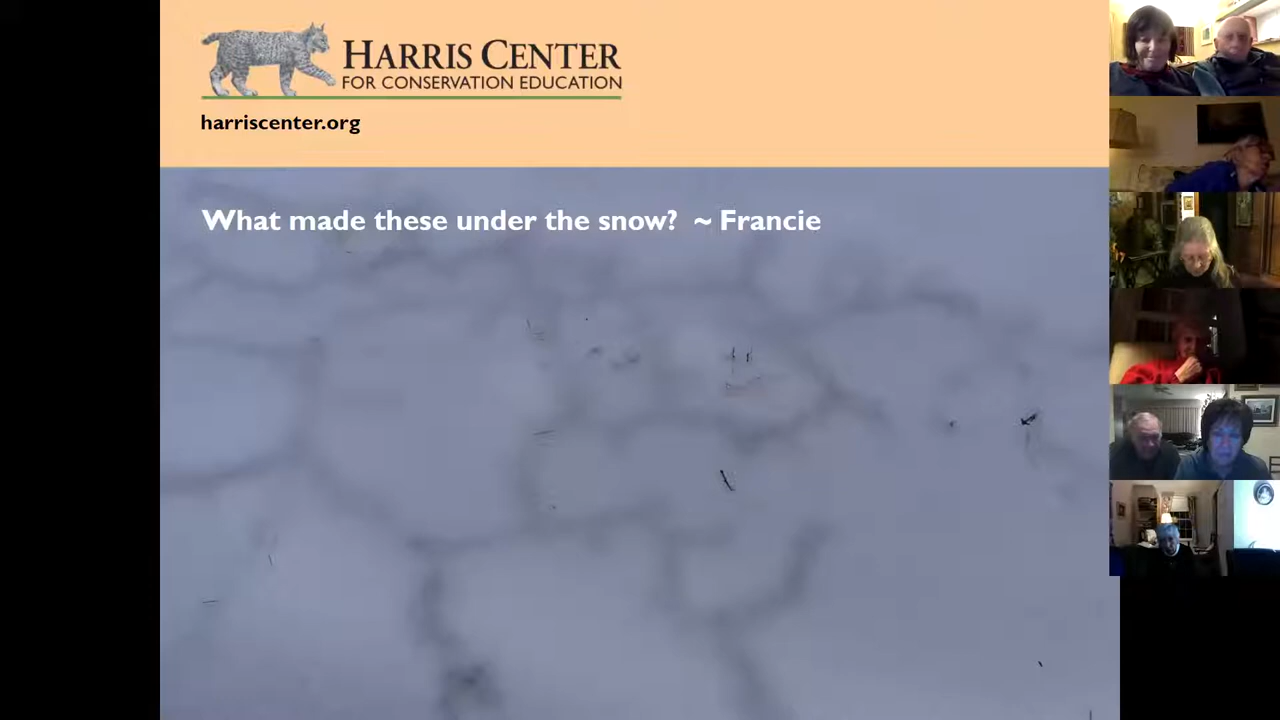 HARRIS CENTER
FOR CONSERVATION EDUCATION
harriscenter.org
What made these under the snow?  ~ Francie